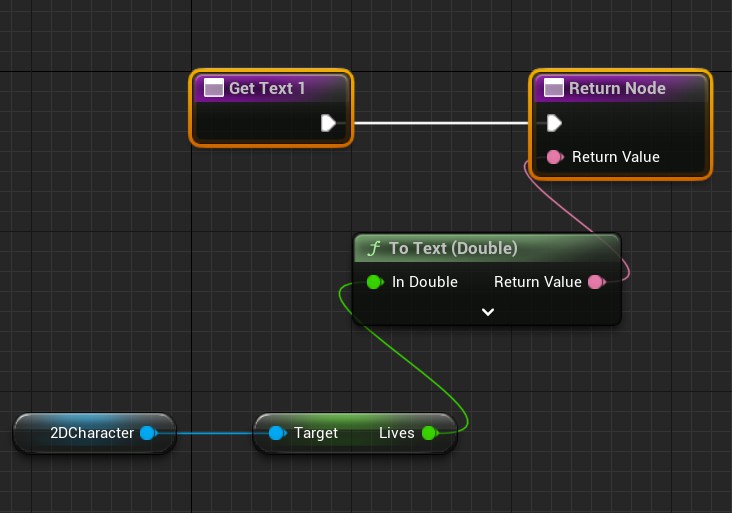 Get Text 1
Return Node
Return Value
f To Text (Double)
In Double
Return Value
2DCharacter
Target
Lives